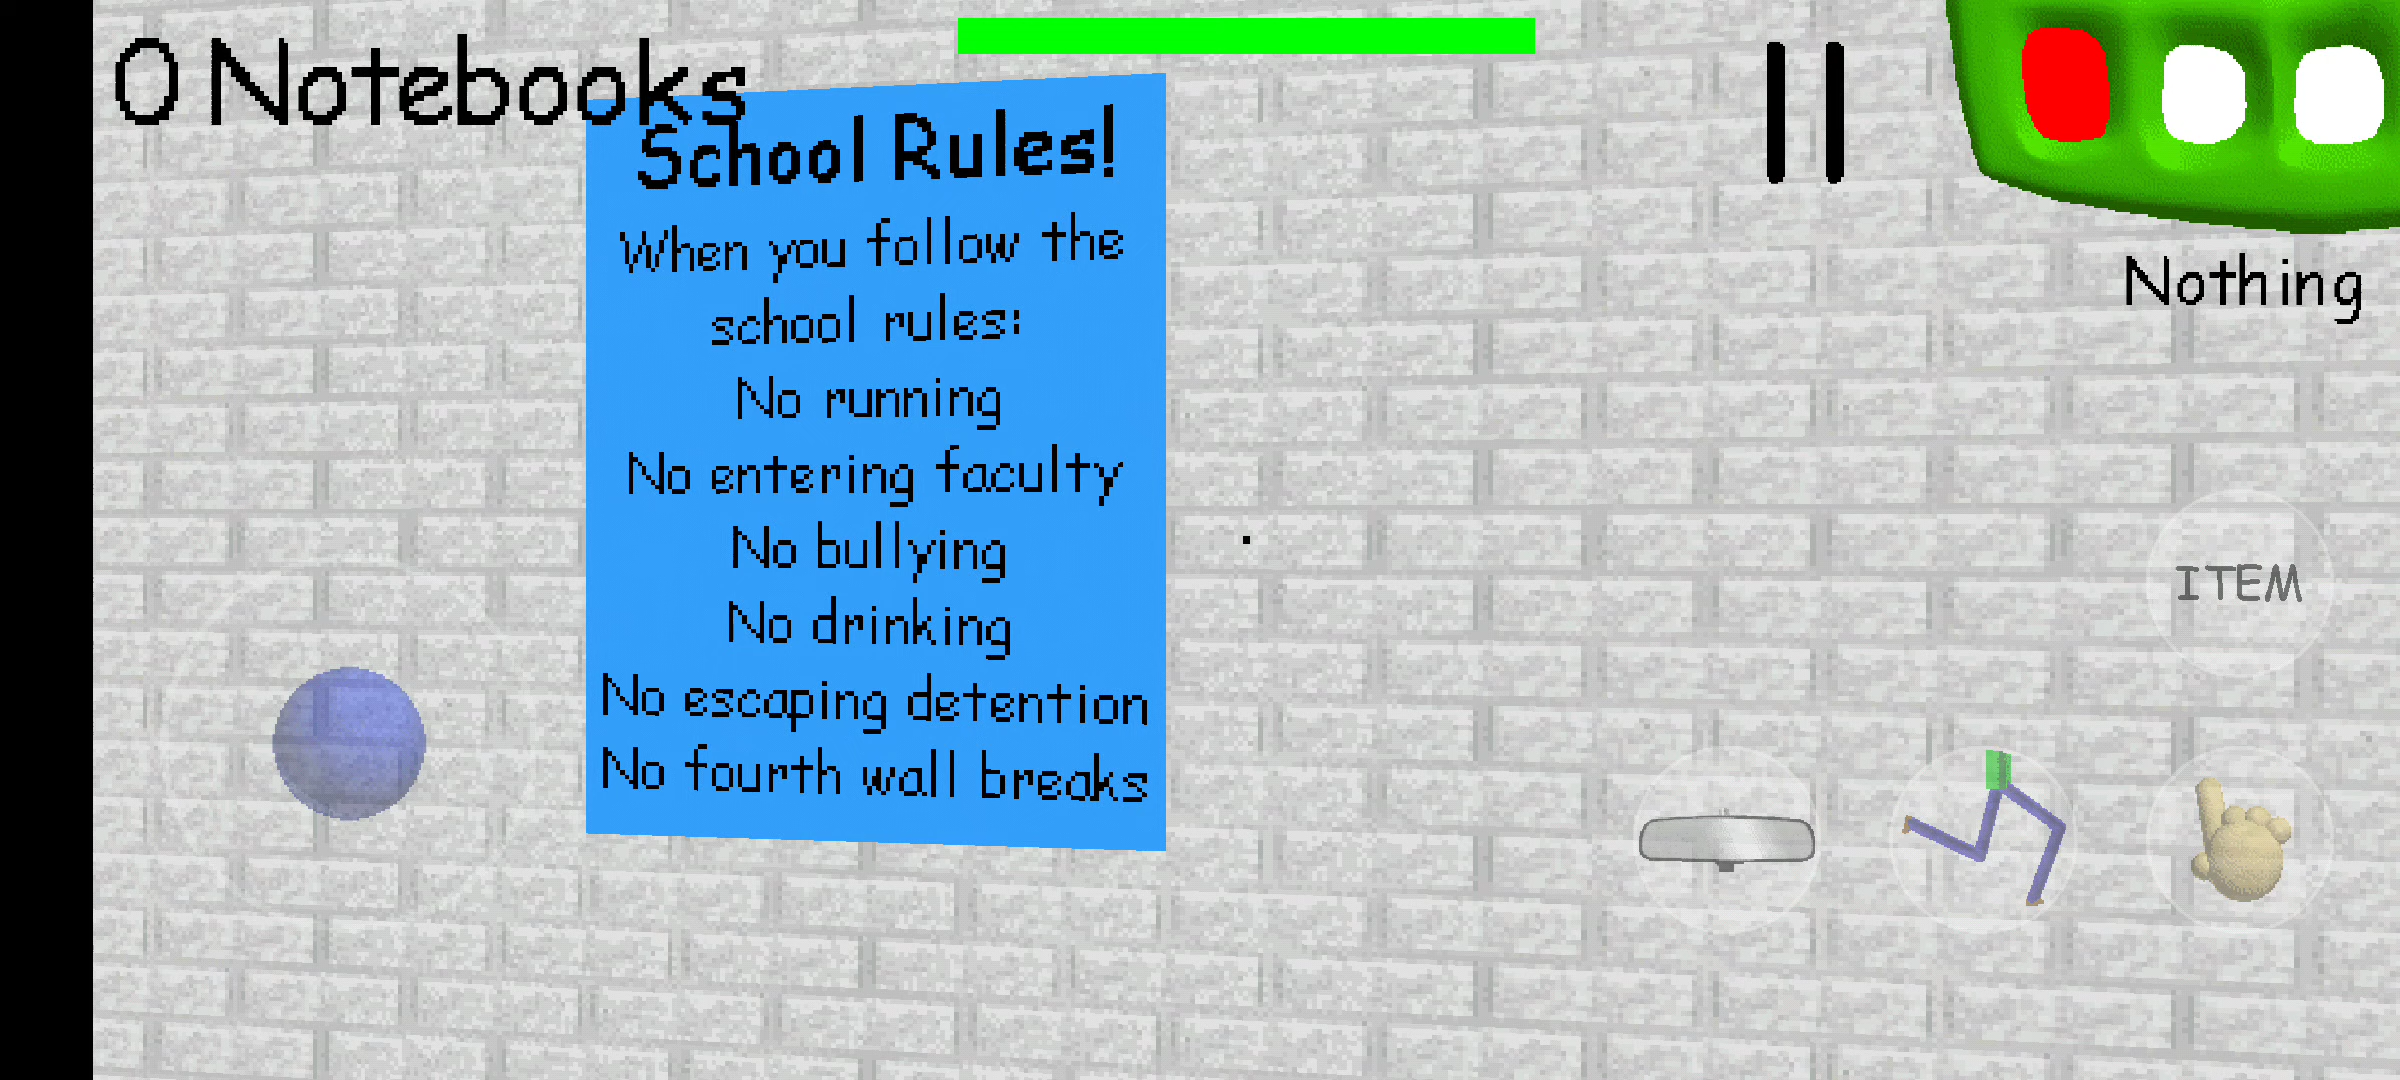 0 Notebooks
School Rules!
When you follow the
school rules:
No running
No entering faculty
No bullying
No drinking
No escaping detention
No fourth wall breaks
Nothing
ITEM